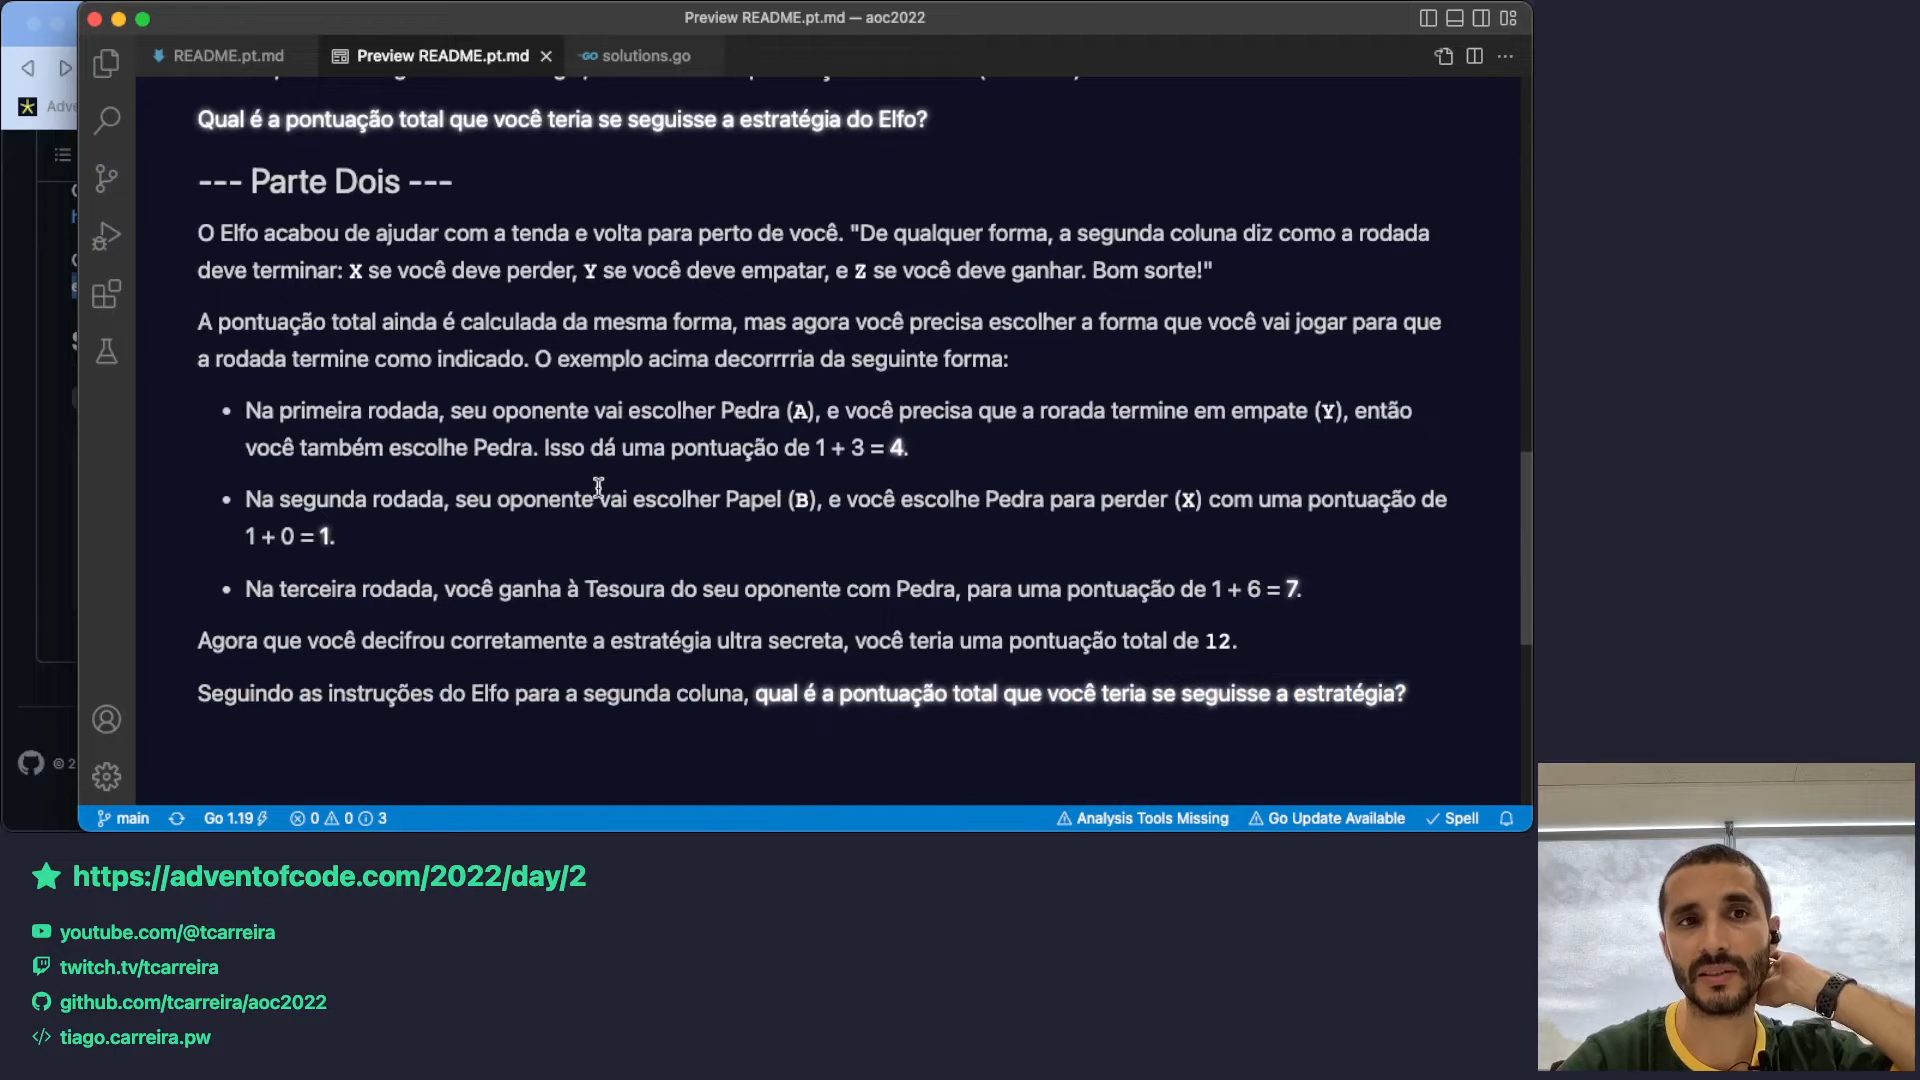 Preview README.pt.md — aoc2022
README.pt.md
Preview README.pt.md
GO solutions.go
Adve
Qual é a pontuação total que você teria se seguisse a estratégia do Elfo?
--- Parte Dois ---
O Elfo acabou de ajudar com a tenda e volta para perto de você. "De qualquer forma, a segunda coluna diz como a rodada
deve terminar: X se você deve perder, Y se você deve empatar, e Z se você deve ganhar. Bom sorte!"
A pontuação total ainda é calculada da mesma forma, mas agora você precisa escolher a forma que você vai jogar para que
a rodada termine como indicado. O exemplo acima decorrrria da seguinte forma:
• Na primeira rodada, seu oponente vai escolher Pedra (A), e você precisa que a rorada termine em empate (Y), então
você também escolhe Pedra. Isso dá uma pontuação de 1 + 3 = 4.
• Na segunda rodada, seu oponente vai escolher Papel (B), e você escolhe Pedra para perder (X) com uma pontuação de
1 + 0 = 1.
• Na terceira rodada, você ganha à Tesoura do seu oponente com Pedra, para uma pontuação de 1 + 6 = 7.
Agora que você decifrou corretamente a estratégia ultra secreta, você teria uma pontuação total de 12.
Seguindo as instruções do Elfo para a segunda coluna, qual é a pontuação total que você teria se seguisse a estratégia?
© 2
main Go 1.19 0 0 3 Analysis Tools Missing Go Update Available Spell
https://adventofcode.com/2022/day/2
youtube.com/@tcarreira
twitch.tv/tcarreira
github.com/tcarreira/aoc2022
tiago.carreira.pw